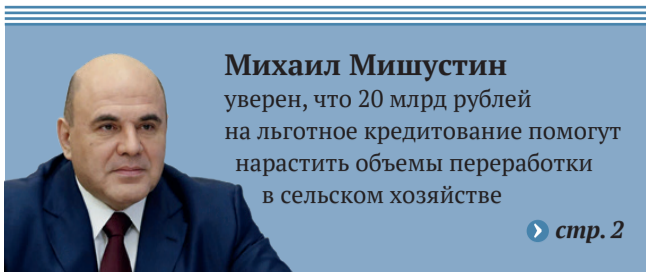 Михаил Мишустин
уверен, что 20 млрд рублей
на льготное кредитование помогут
нарастить объемы переработки
в сельском хозяйстве
стр. 2